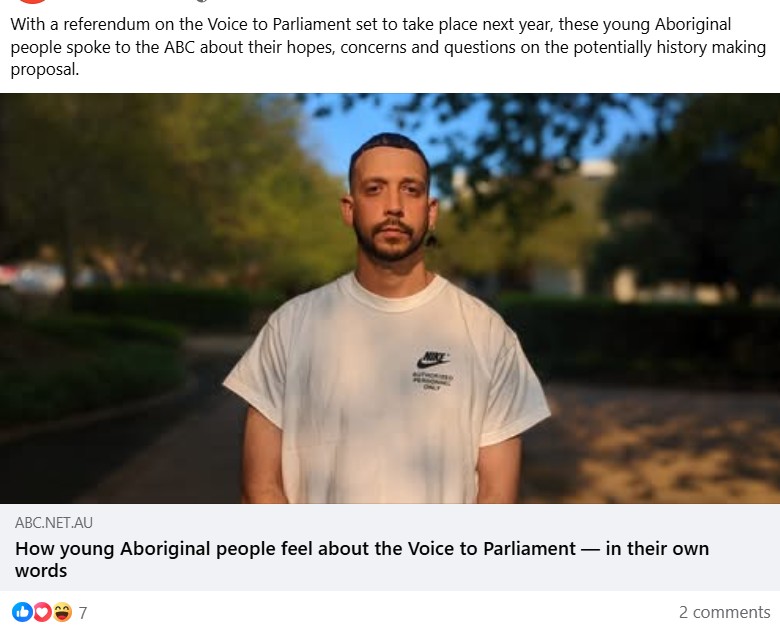 With a referendum on the Voice to Parliament set to take place next year, these young Aboriginal
people spoke to the ABC about their hopes, concerns and questions on the potentially history making
proposal.
NIKE
AUTHORIZED
PERSONNEL
ONLY
ABC.NET.AU
How young Aboriginal people feel about the Voice to Parliament — in their own
words
7
2 comments